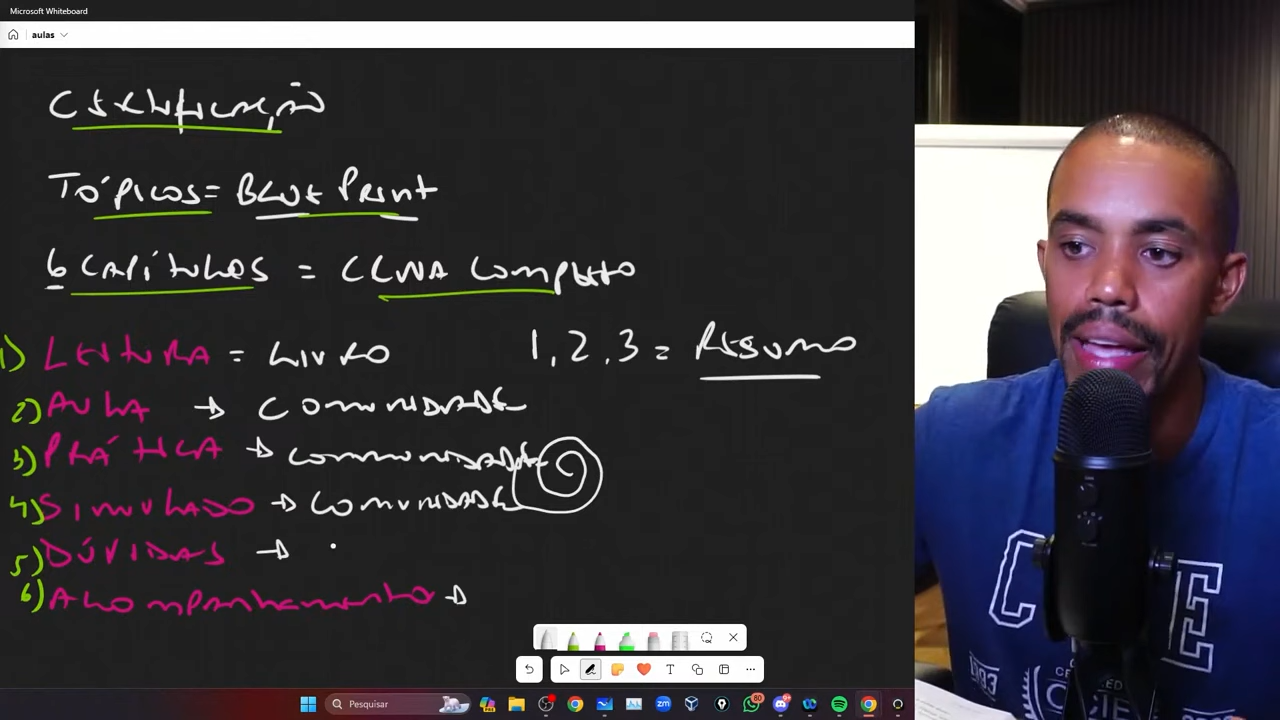 Microsoft Whiteboard
aulas
Certificação
Tópicos = BLUE PRINT
6 CAPÍTULOS = CCNA COMPLETO
1) LEITURA = LIVRO
1, 2, 3 = RESUMO
2) AULA → COMUNIDADE
3) PRÁTICA → COMUNIDADE
4) SIMULADO → COMUNIDADE
5) DÚVIDAS →
6) Acompanhamento →
Pesquisar
80